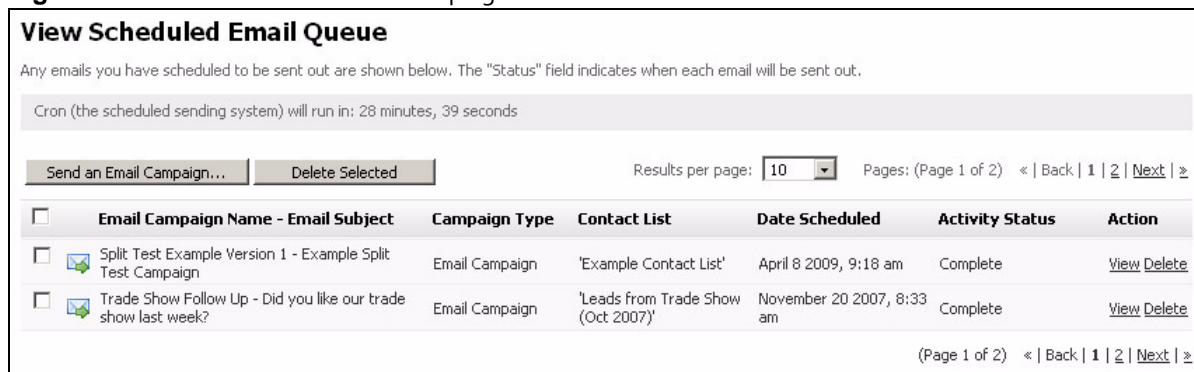 View Scheduled Email Queue
Any emails you have scheduled to be sent out are shown below. The "Status" field indicates when each email will be sent out.
Cron (the scheduled sending system) will run in: 28 minutes, 39 seconds
Send an Email Campaign... Delete Selected Results per page: 10 Pages: (Page 1 of 2) « | Back | 1 | 2 | Next | »
Email Campaign Name - Email Subject Campaign Type Contact List Date Scheduled Activity Status Action
Split Test Example Version 1 - Example Split
Test Campaign Email Campaign 'Example Contact List' April 8 2009, 9:18 am Complete View Delete
Trade Show Follow Up - Did you like our trade 'Leads from Trade Show November 20 2007, 8:33
show last week? Email Campaign (Oct 2007)' am Complete View Delete
(Page 1 of 2) « | Back | 1 | 2 | Next | »